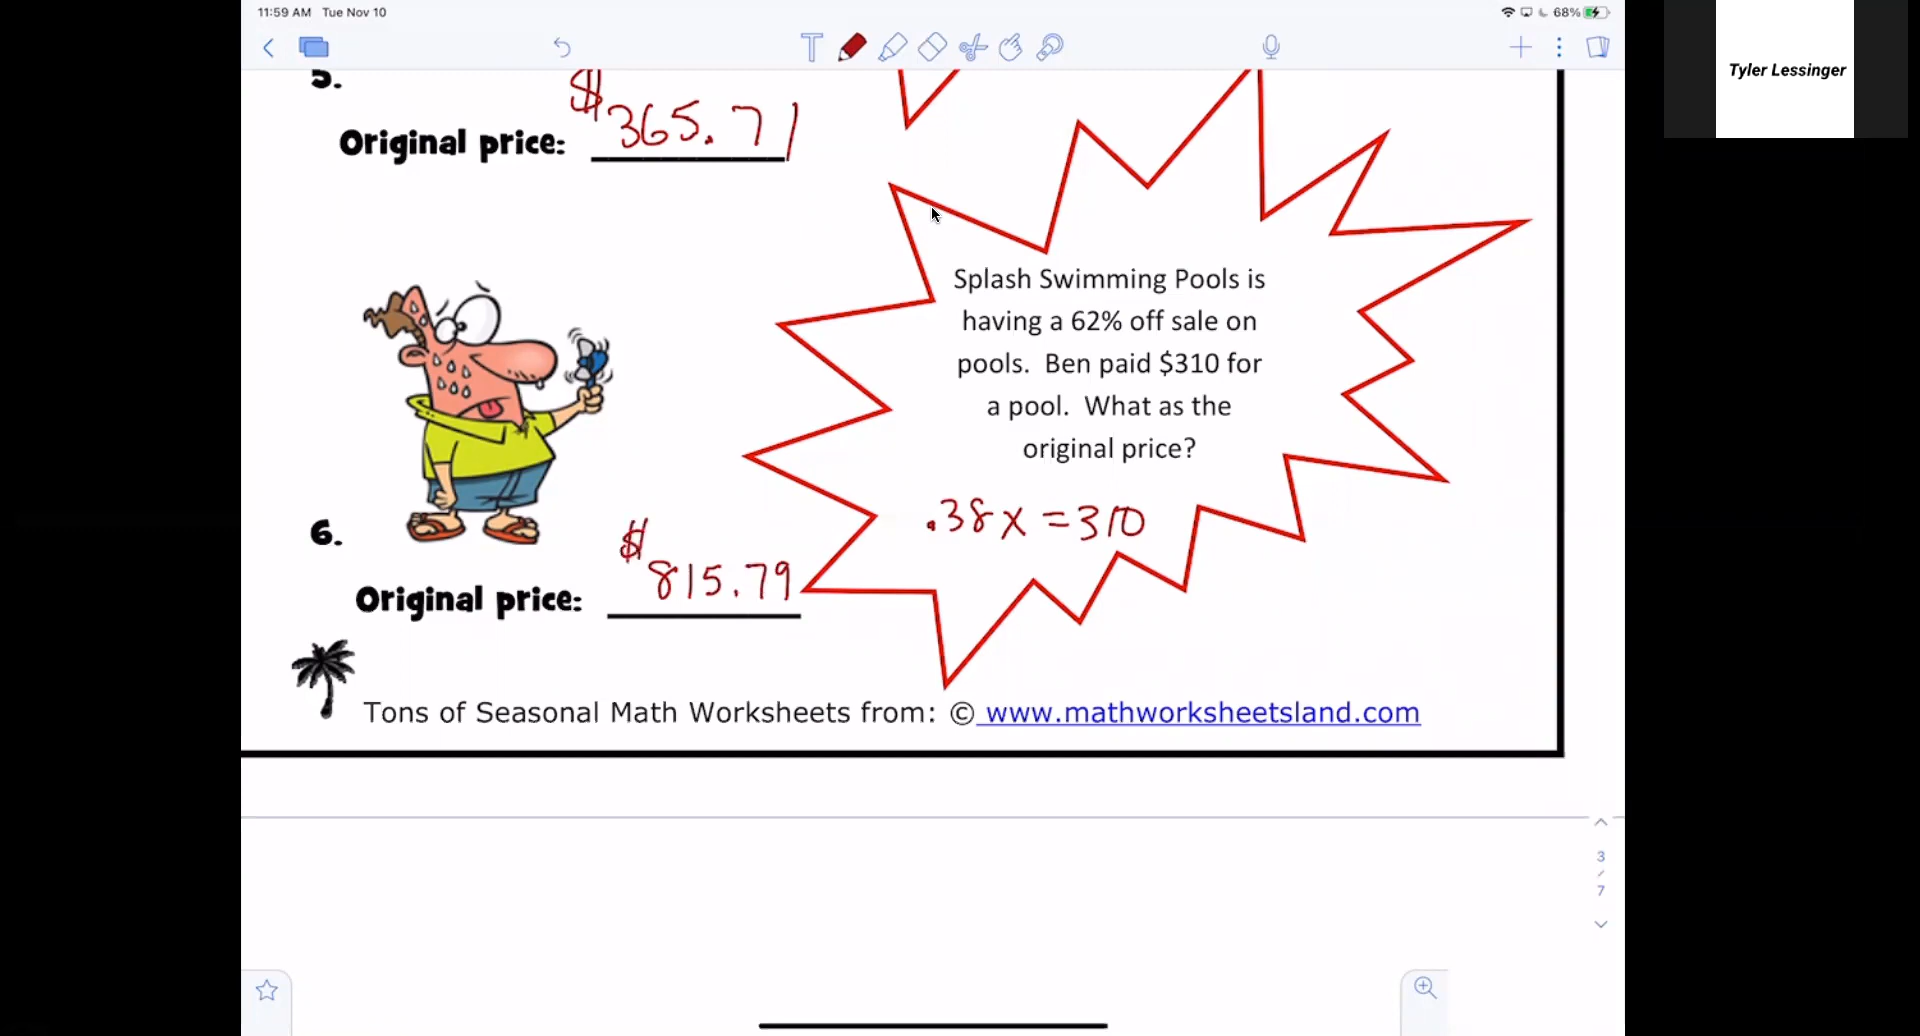 11:59 AM Tue Nov 10
68%
Tyler Lessinger
5.
$
365.71
Original price:
Splash Swimming Pools is
having a 62% off sale on
pools. Ben paid $310 for
a pool. What as the
original price?
.38x = 310
6.
$
815.79
Original price:
Tons of Seasonal Math Worksheets from: © www.mathworksheetsland.com
3
/
7